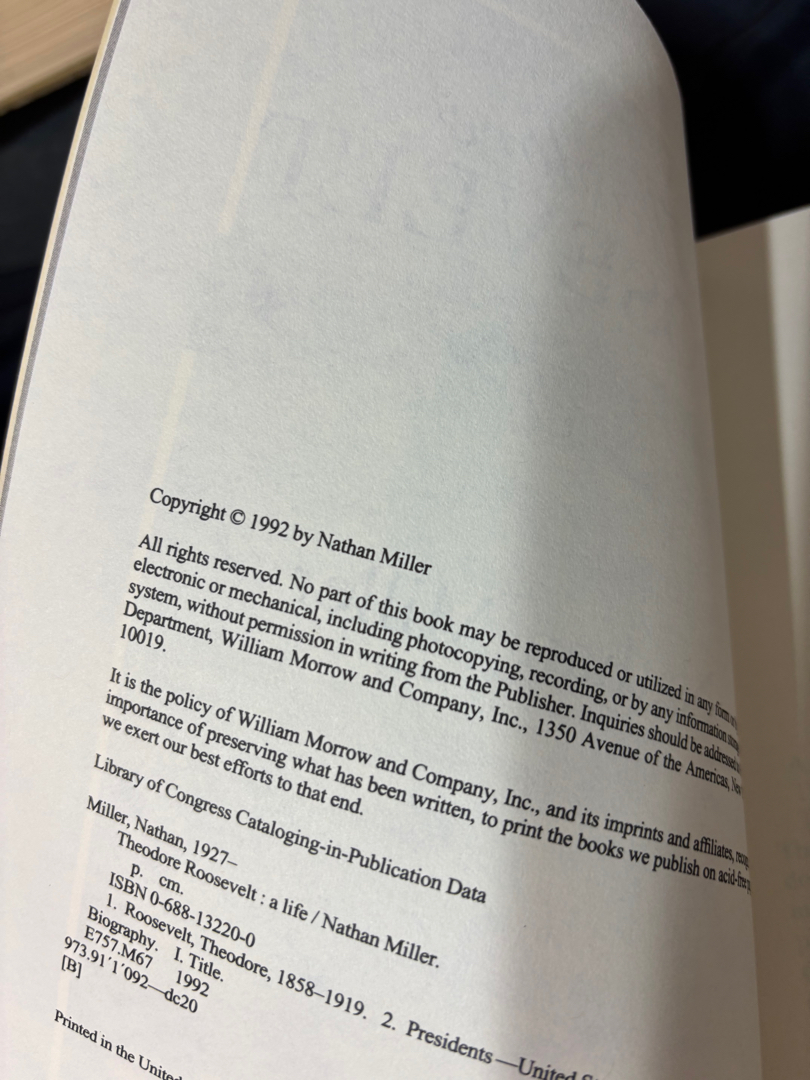 Copyright © 1992 by Nathan Miller
All rights reserved. No part of this book may be reproduced or utilized in any form or
electronic or mechanical, including photocopying, recording, or by any information
system, without permission in writing from the Publisher. Inquiries should be addressed
Department, William Morrow and Company, Inc., 1350 Avenue of the Americas,
10019.
It is the policy of William Morrow and Company, Inc., and its imprints and affiliates,
importance of preserving what has been written, to print the books we publish on acid-free
we exert our best efforts to that end.
Library of Congress Cataloging-in-Publication Data
Miller, Nathan, 1927–
Theodore Roosevelt : a life / Nathan Miller.
p. cm.
ISBN 0-688-13220-0
1. Roosevelt, Theodore, 1858–1919. 2. Presidents—United
Biography. I. Title.
E757.M67 1992
973.91′1′092—dc20
[B]
Printed in the United